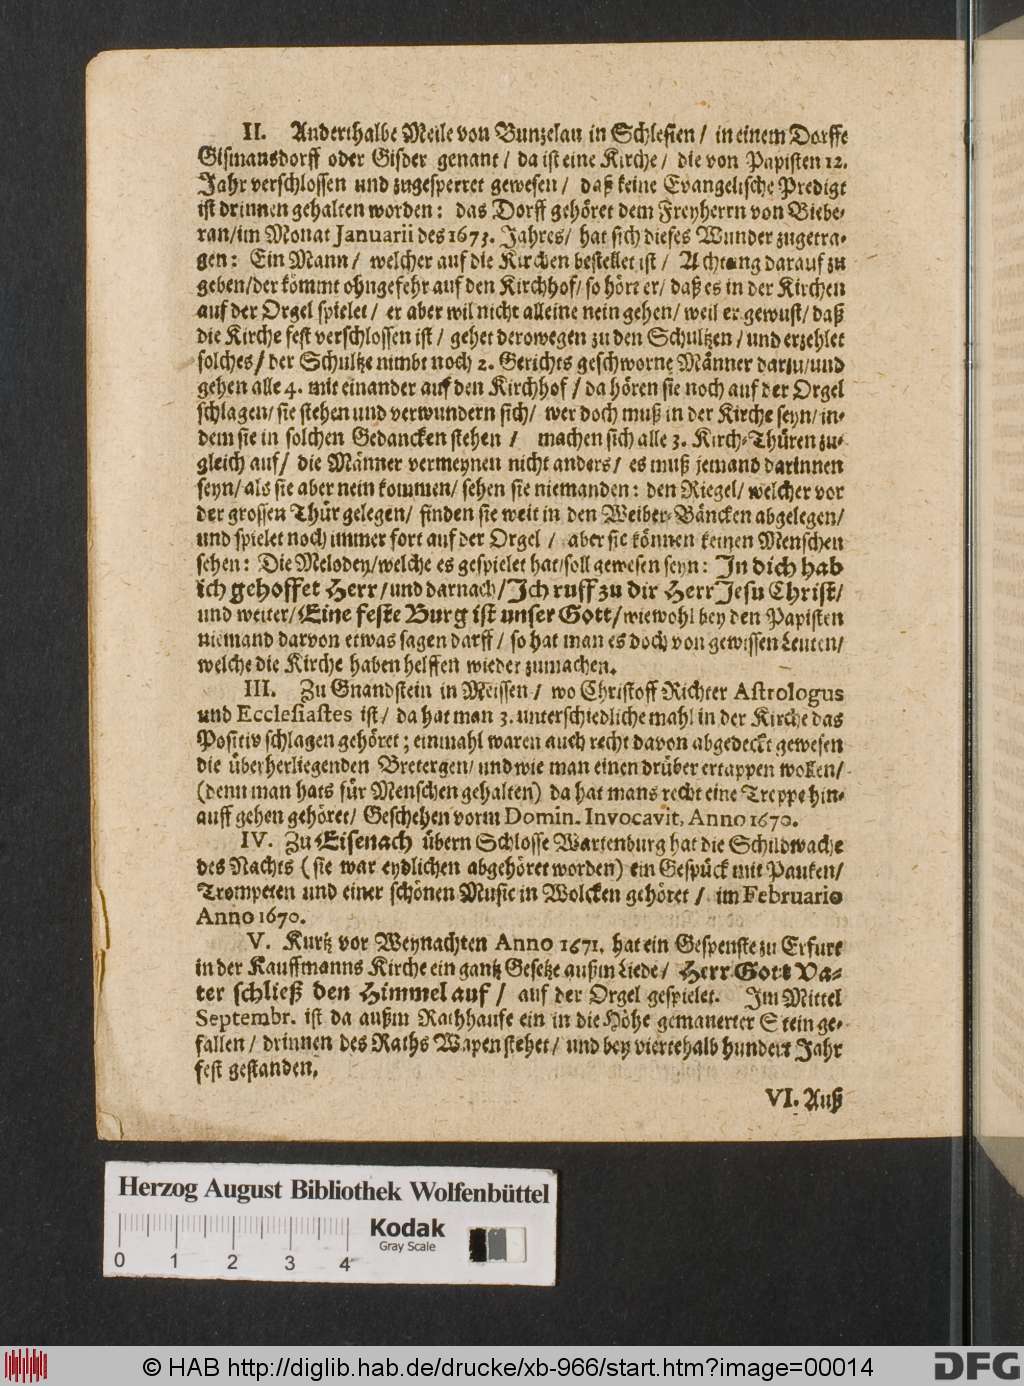 II. Anderthalbe Meile von Bunzelau in Schlesien / in einem Dorffe
Gismansdorff oder Gisder genant / da ist eine Kirche / die von Papisten 12.
Jahr verschlossen und zugesperret gewesen / daß keine Evangelische Predigt
ist drinnen gehalten worden: das Dorff gehöret dem Freyherrn von Biebe-
ran/im Monat Januarii des 1673. Jahres/ hat sich dieses Wunder zugetra-
gen: Ein Mann / welcher auf die Kirchen bestellet ist / Achtung darauf zu
geben/der kömmt ohngefehr auf den Kirchhof/ so hört er/ daß es in der Kirchen
auf der Orgel spielet / er aber wil nicht alleine nein gehen/ weil er gewust/ daß
die Kirche fest verschlossen ist / gehet derowegen zu den Schultzen / und erzehlet
solches / der Schultze nimbt noch 2. Gerichts geschworne Männer darzu/und
gehen alle 4. mit einander auf den Kirchhof / da hören sie noch auf der Orgel
schlagen/ sie stehen und verwundern sich/ wer doch muß in der Kirche seyn/ in-
dem sie in solchen Gedancken stehen / machen sich alle 3. Kirch-Thüren zu-
gleich auf/ die Männer vermeynen nicht anders/ es muß jemand darinnen
seyn/ als sie aber nein kommen/ sehen sie niemanden: den Riegel/ welcher vor
der grossen Thür gelegen/ finden sie weit in den Weiber-Bäncken abgelegen/
und spielet noch immer fort auf der Orgel / aber sie können keinen Menschen
sehen: Die Melodey/welche es gespielet hat/soll gewesen seyn: In dich hab
ich gehoffet Herr/und darnach/Ich ruff zu dir Herr Jesu Christ/
und weiter/Eine feste Burg ist unser Gott/wiewohl bey den Papisten
niemand darvon etwas sagen darff / so hat man es doch von gewissen Leuten/
welche die Kirche haben helffen wieder zumachen.
III. Zu Gnandstein in Meissen / wo Christoff Richter Astrologus
und Ecclesiastes ist / da hat man 3. unterschiedliche mahl in der Kirche das
Positiv schlagen gehöret; einmahl waren auch recht davon abgedeckt gewesen
die überherliegenden Bretergen/ und wie man einen drüber ertappen wollen/
(denn man hats für Menschen gehalten) da hat mans recht eine Treppe hin-
auff gehen gehöret/ Geschehen vorm Domin. Invocavit, Anno 1670.
IV. Zu Eisenach übern Schlosse Wartenburg hat die Schildwache
des Nachts (sie war eydlichen abgehöret worden) ein Gespück mit Pauken/
Trompeten und einer schönen Music in Wolcken gehöret / im Februario
Anno 1670.
V. Kurtz vor Weynachten Anno 1671. hat ein Gespenste zu Erfurt
in der Kauffmanns Kirche ein gantz Gesetze außm Liede / Herr Gott Va-
ter schließ den Himmel auf / auf der Orgel gespielet. Im Mittel
Septembr. ist da außm Rathhause ein in die Höhe gemauerter Stein ge-
fallen / drinnen des Raths Wapen stehet / und bey viertehalb hundert Jahr
fest gestanden.
VI. Auß
Herzog August Bibliothek Wolfenbüttel
Kodak
Gray Scale
0 1 2 3 4
© HAB http://diglib.hab.de/drucke/xb-966/start.htm?image=00014
DFG